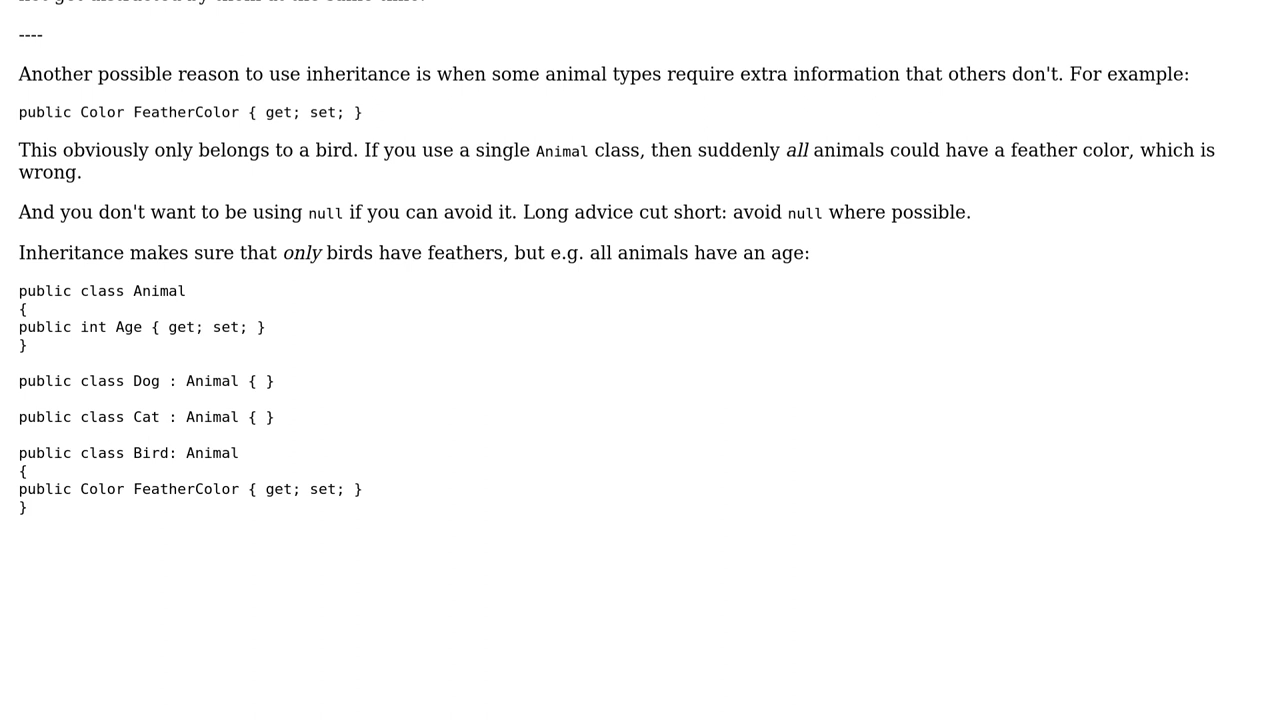 ----
Another possible reason to use inheritance is when some animal types require extra information that others don't. For example:
public Color FeatherColor { get; set; }
This obviously only belongs to a bird. If you use a single Animal class, then suddenly all animals could have a feather color, which is
wrong.
And you don't want to be using null if you can avoid it. Long advice cut short: avoid null where possible.
Inheritance makes sure that only birds have feathers, but e.g. all animals have an age:
public class Animal
{
public int Age { get; set; }
}
public class Dog : Animal { }
public class Cat : Animal { }
public class Bird: Animal
{
public Color FeatherColor { get; set; }
}